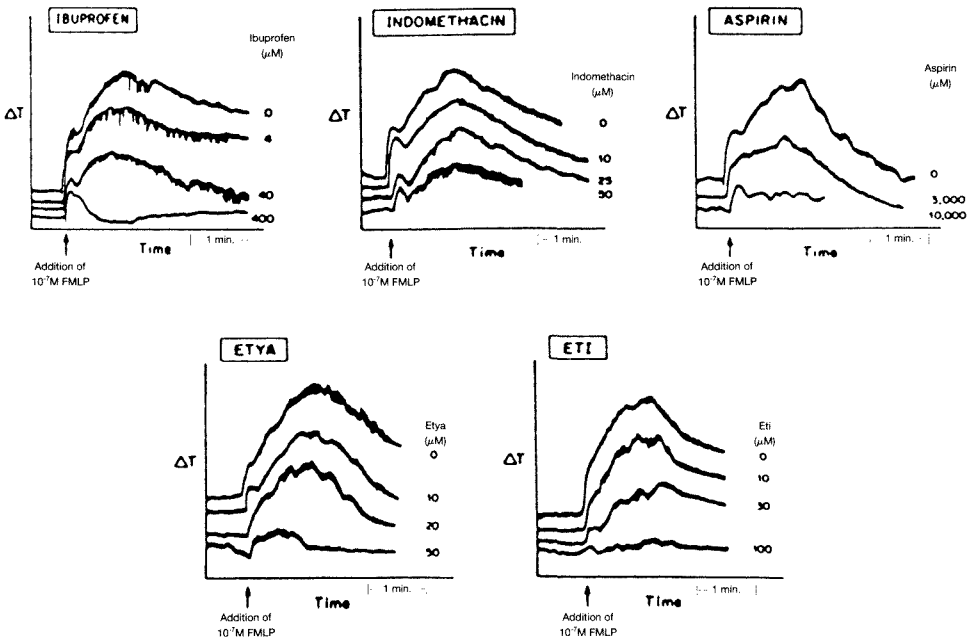 IBUPROFEN
Ibuprofen
(μM)
ΔT
0
4
40
400
Time
1 min.
Addition of
10⁻⁷M FMLP
INDOMETHACIN
Indomethacin
(μM)
ΔT
0
10
25
50
Time
1 min.
Addition of
10⁻⁷M FMLP
ASPIRIN
Aspirin
(μM)
ΔT
0
3,000
10,000
Time
1 min.
Addition of
10⁻⁷M FMLP
ETYA
Etya
(μM)
ΔT
0
10
20
50
Time
1 min.
Addition of
10⁻⁷M FMLP
ETI
Eti
(μM)
ΔT
0
10
30
100
Time
1 min.
Addition of
10⁻⁷M FMLP